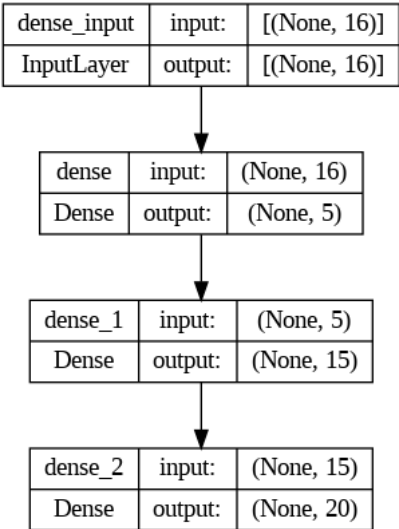 dense_input input: [(None, 16)]
InputLayer output: [(None, 16)]
dense input: (None, 16)
Dense output: (None, 5)
dense_1 input: (None, 5)
Dense output: (None, 15)
dense_2 input: (None, 15)
Dense output: (None, 20)